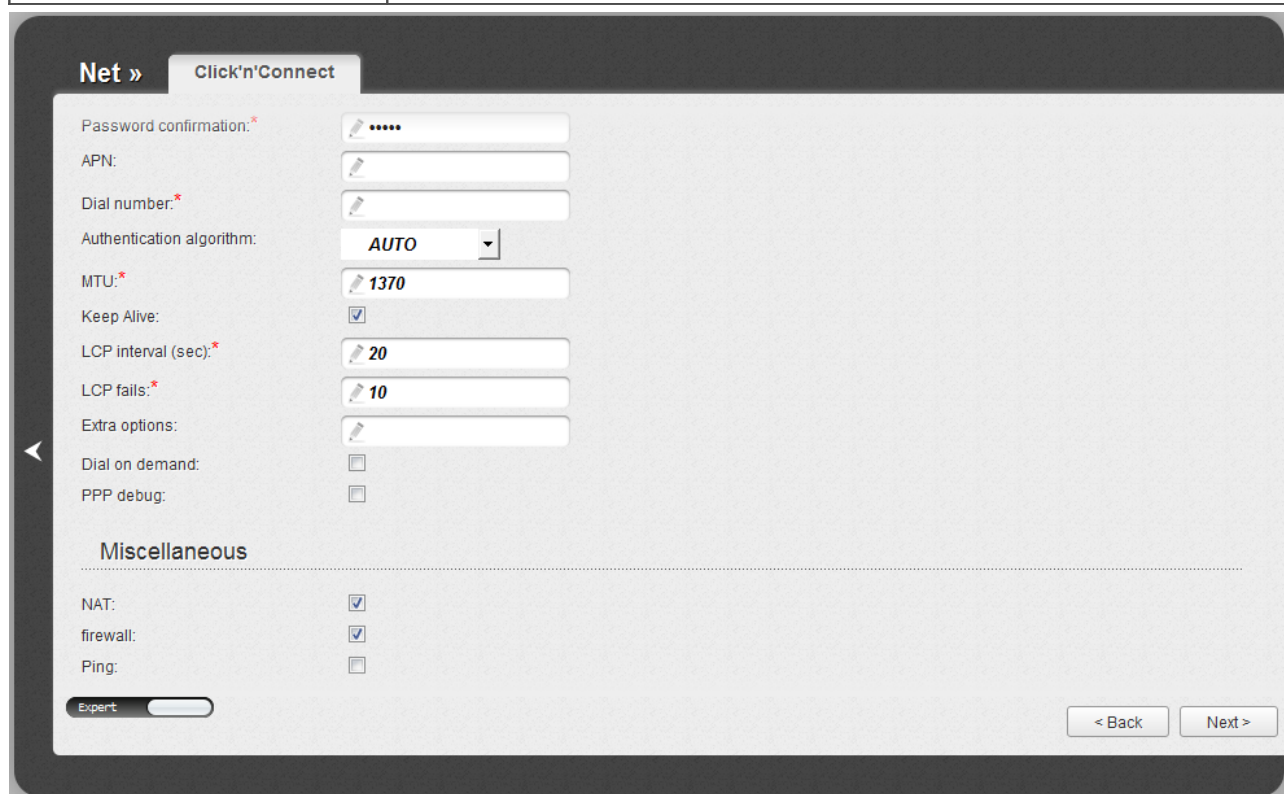 Net » Click'n'Connect
Password confirmation:* •••••
APN:
Dial number:*
Authentication algorithm: AUTO
MTU:* 1370
Keep Alive:
LCP interval (sec):* 20
LCP fails:* 10
Extra options:
Dial on demand:
PPP debug:
Miscellaneous
NAT:
firewall:
Ping:
Expert
< Back Next >